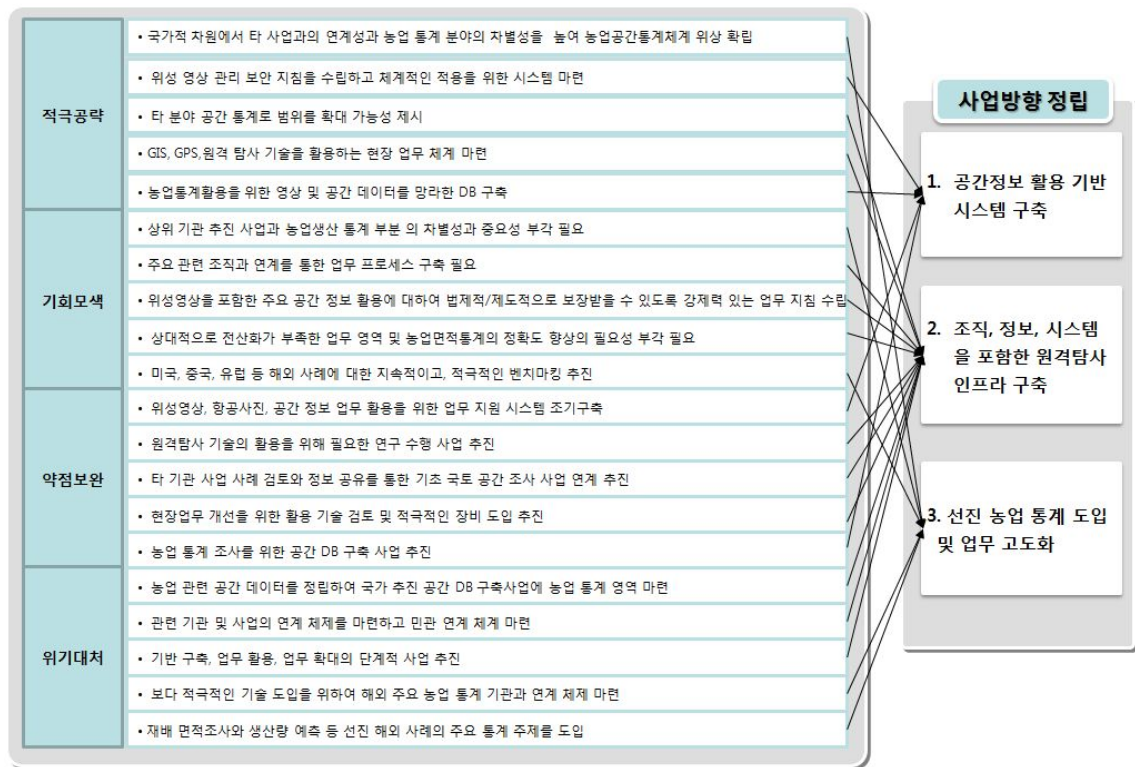 적극공략
• 국가적 차원에서 타 사업과의 연계성과 농업 통계 분야의 차별성을 높여 농업공간통계체계 위상 확립
• 위성 영상 관리 보안 지침을 수립하고 체계적인 적용을 위한 시스템 마련
• 타 분야 공간 통계로 범위를 확대 가능성 제시
• GIS, GPS,원격 탐사 기술을 활용하는 현장 업무 체계 마련
• 농업통계활용을 위한 영상 및 공간 데이터를 망라한 DB 구축
기회모색
• 상위 기관 추진 사업과 농업생산 통계 부분 의 차별성과 중요성 부각 필요
• 주요 관련 조직과 연계를 통한 업무 프로세스 구축 필요
• 위성영상을 포함한 주요 공간 정보 활용에 대하여 법제적/제도적으로 보장받을 수 있도록 강제력 있는 업무 지침 수립
• 상대적으로 전산화가 부족한 업무 영역 및 농업면적통계의 정확도 향상의 필요성 부각 필요
• 미국, 중국, 유럽 등 해외 사례에 대한 지속적이고, 적극적인 벤치마킹 추진
약점보완
• 위성영상, 항공사진, 공간 정보 업무 활용을 위한 업무 지원 시스템 조기구축
• 원격탐사 기술의 활용을 위해 필요한 연구 수행 사업 추진
• 타 기관 사업 사례 검토와 정보 공유를 통한 기초 국토 공간 조사 사업 연계 추진
• 현장업무 개선을 위한 활용 기술 검토 및 적극적인 장비 도입 추진
• 농업 통계 조사를 위한 공간 DB 구축 사업 추진
위기대처
• 농업 관련 공간 데이터를 정립하여 국가 추진 공간 DB 구축사업에 농업 통계 영역 마련
• 관련 기관 및 사업의 연계 체제를 마련하고 민관 연계 체계 마련
• 기반 구축, 업무 활용, 업무 확대의 단계적 사업 추진
• 보다 적극적인 기술 도입을 위하여 해외 주요 농업 통계 기관과 연계 체제 마련
• 재배 면적조사와 생산량 예측 등 선진 해외 사례의 주요 통계 주제를 도입
사업방향 정립
1. 공간정보 활용 기반
시스템 구축
2. 조직, 정보, 시스템
을 포함한 원격탐사
인프라 구축
3. 선진 농업 통계 도입
및 업무 고도화